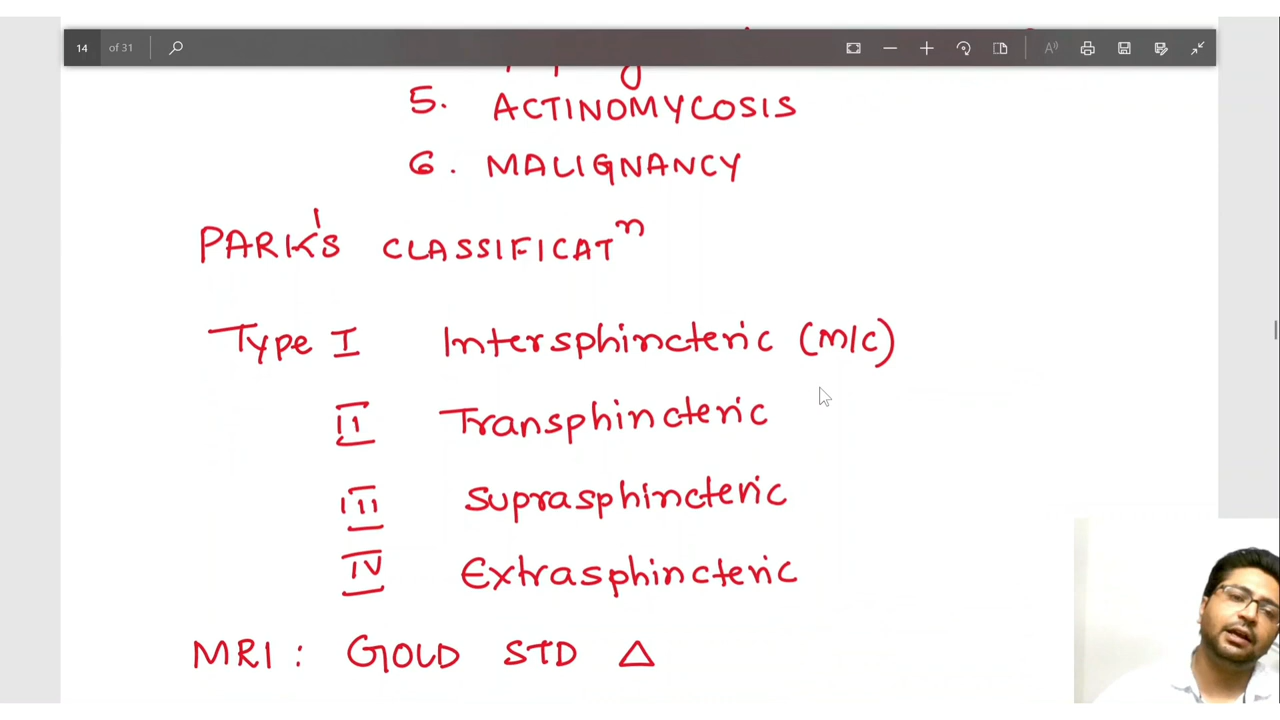 14 of 31
5. ACTINOMYCOSIS
6. MALIGNANCY
PARK'S CLASSIFICATn
Type I Intersphincteric (M/C)
II Transphincteric
III Suprasphincteric
IV Extrasphincteric
MRI: GOLD STD Δ